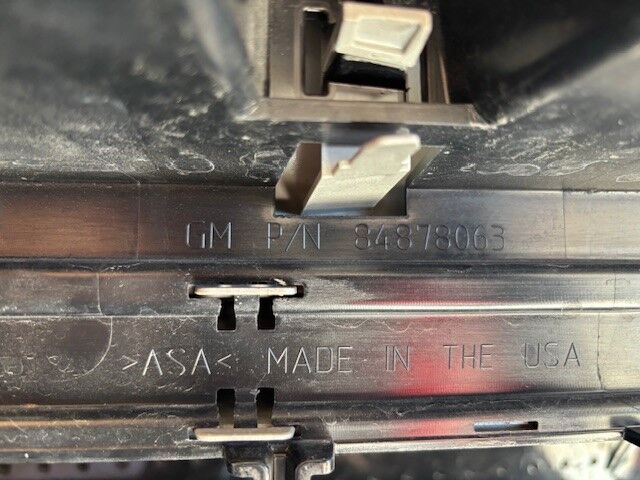 GM P/N 84878063
>ASA< MADE IN THE USA